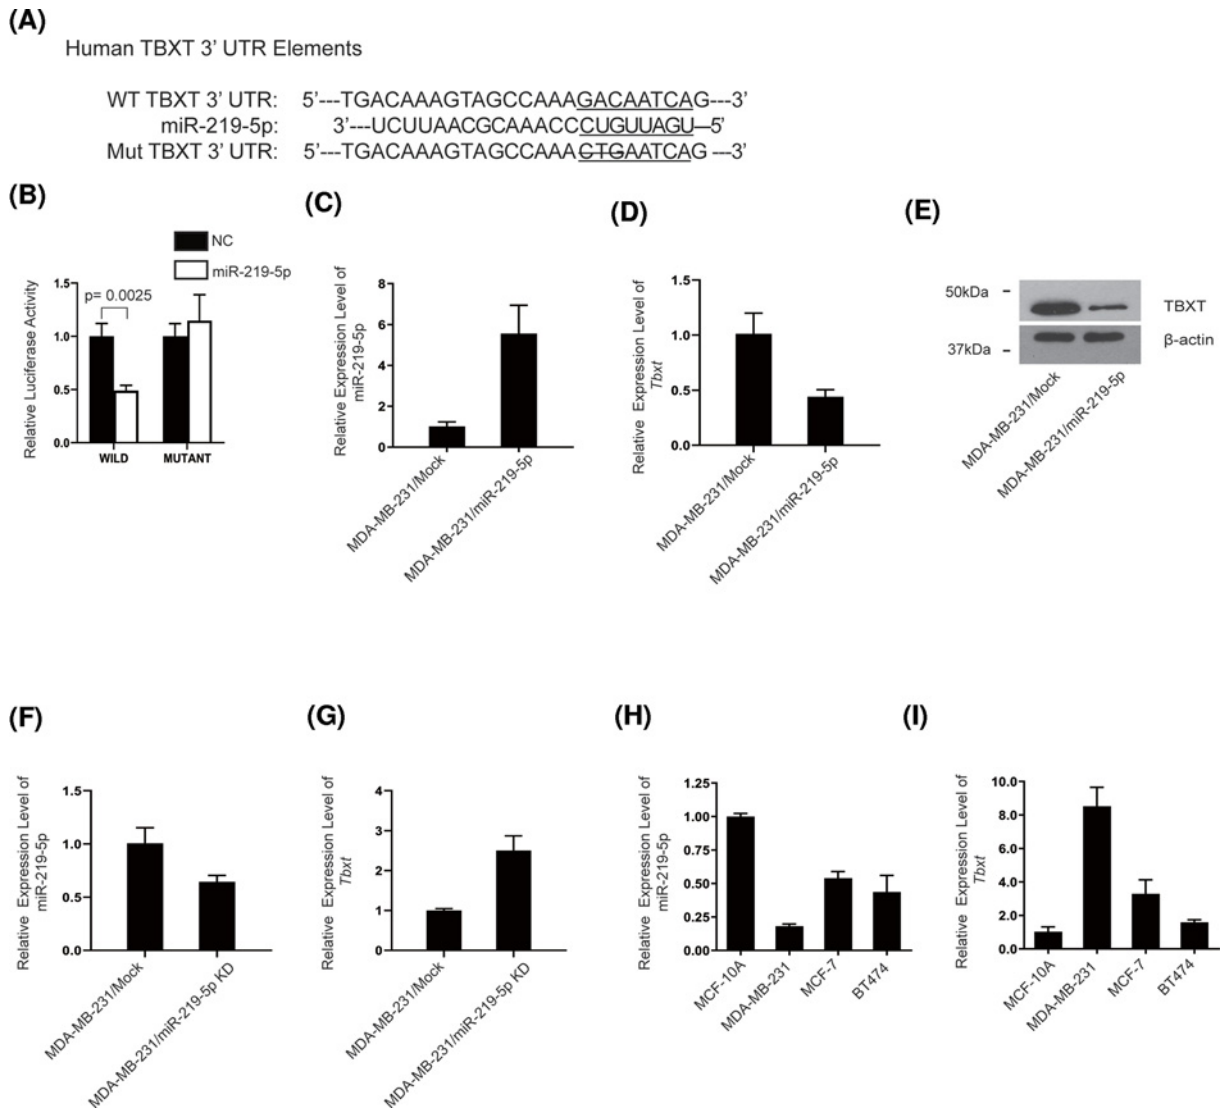 (A)
Human TBXT 3' UTR Elements
WT TBXT 3' UTR: 5'---TGACAAAGTAGCCAAAGACAATCAG---3'
miR-219-5p: 3'---UCUUAACGCAAACCCUGUUAGU—5'
Mut TBXT 3' UTR: 5'---TGACAAAGTAGCCAAAGTGAATCAG ---3'
(B)
NC
miR-219-5p
p= 0.0025
Relative Luciferase Activity
1.5
1.0
0.5
0.0
WILD MUTANT
(C)
Relative Expression Level of
miR-219-5p
8
6
4
2
0
MDA-MB-231/Mock
MDA-MB-231/miR-219-5p
(D)
Relative Expression Level of
Tbxt
1.5
1.0
0.5
0.0
MDA-MB-231/Mock
MDA-MB-231/miR-219-5p
(E)
50kDa
TBXT
β-actin
37kDa
MDA-MB-231/Mock
MDA-MB-231/miR-219-5p
(F)
Relative Expression Level of
miR-219-5p
1.5
1.0
0.5
0.0
MDA-MB-231/Mock
MDA-MB-231/miR-219-5p KD
(G)
Relative Expression Level of
Tbxt
4
3
2
1
0
MDA-MB-231/Mock
MDA-MB-231/miR-219-5p KD
(H)
Relative Expression Level of
miR-219-5p
1.25
1.00
0.75
0.50
0.25
0.00
MCF-10A
MDA-MB-231
MCF-7
BT474
(I)
Relative Expression Level of
Tbxt
10.0
8.0
6.0
4.0
2.0
0.0
MCF-10A
MDA-MB-231
MCF-7
BT474